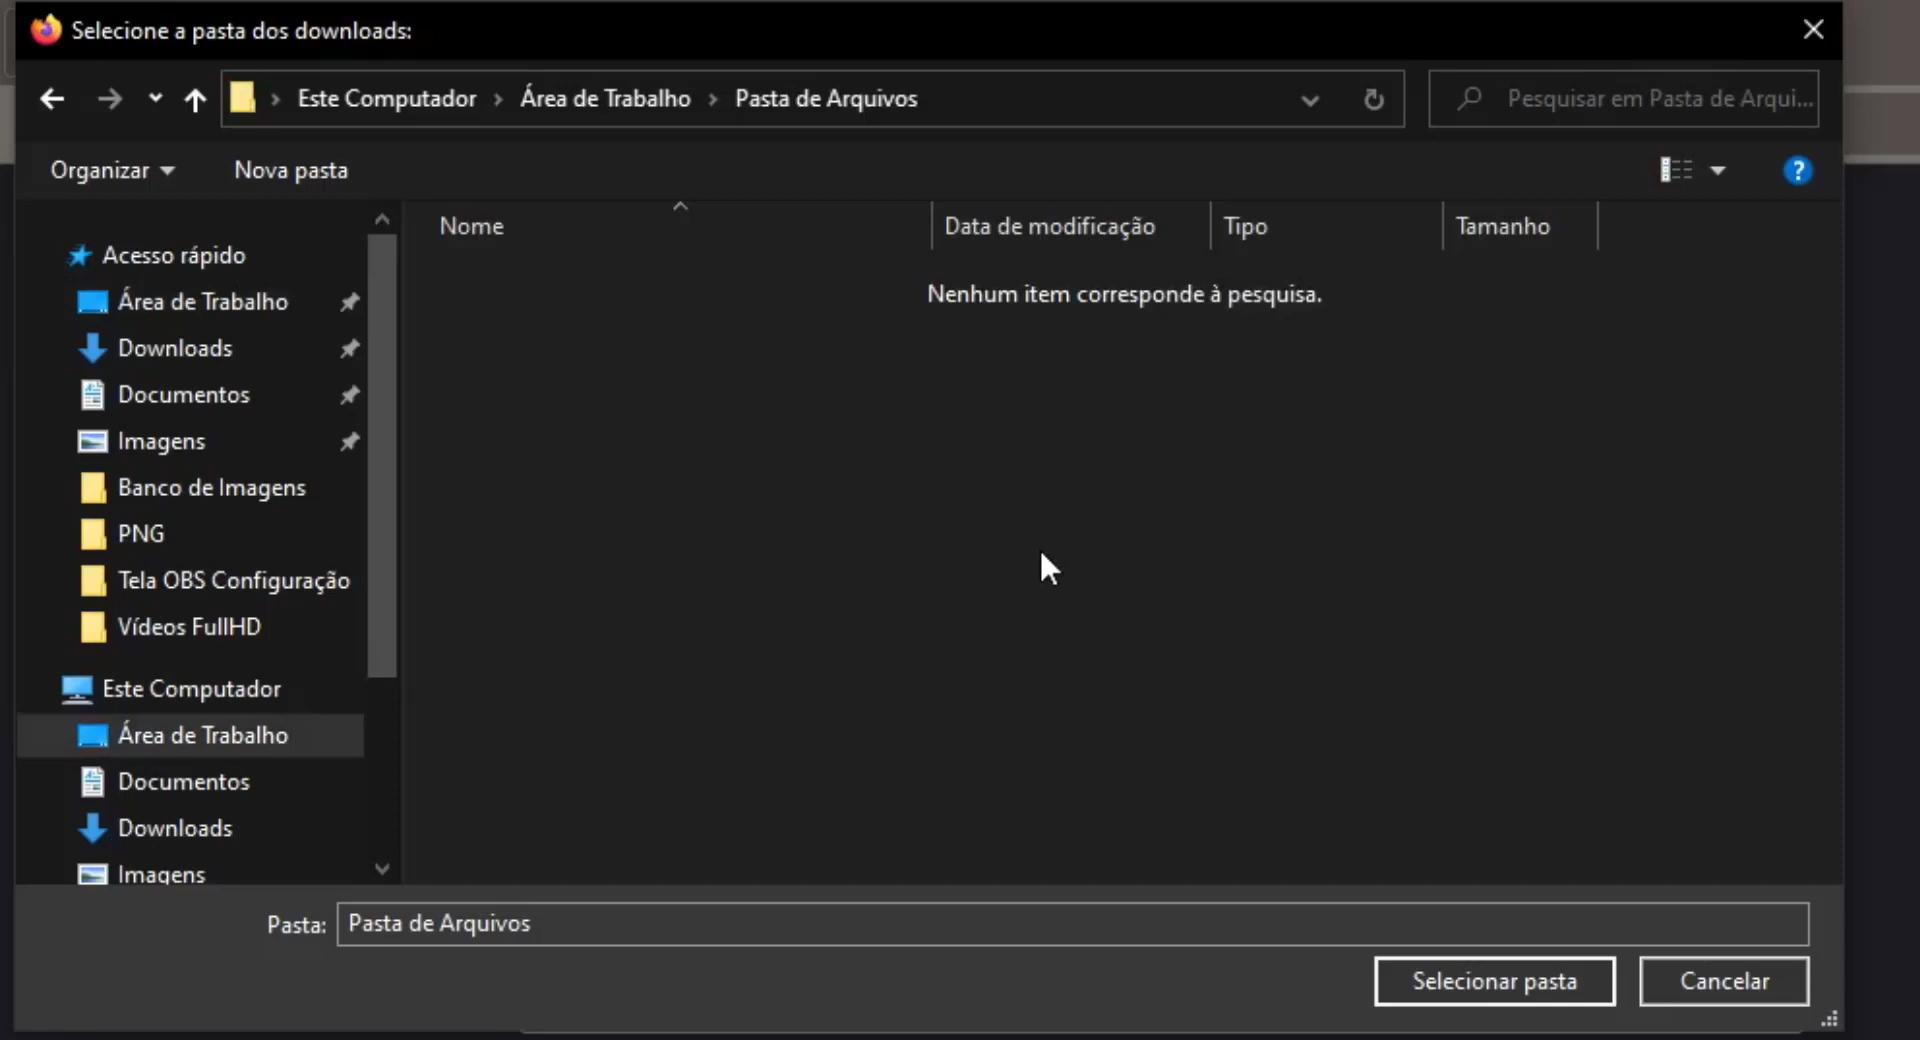 Selecione a pasta dos downloads:
Este Computador > Área de Trabalho > Pasta de Arquivos
Pesquisar em Pasta de Arqui...
Organizar
Nova pasta
?
Nome
Data de modificação
Tipo
Tamanho
Nenhum item corresponde à pesquisa.
Acesso rápido
Área de Trabalho
Downloads
Documentos
Imagens
Banco de Imagens
PNG
Tela OBS Configuração
Vídeos FullHD
Este Computador
Área de Trabalho
Documentos
Downloads
Imagens
Pasta: Pasta de Arquivos
Selecionar pasta
Cancelar